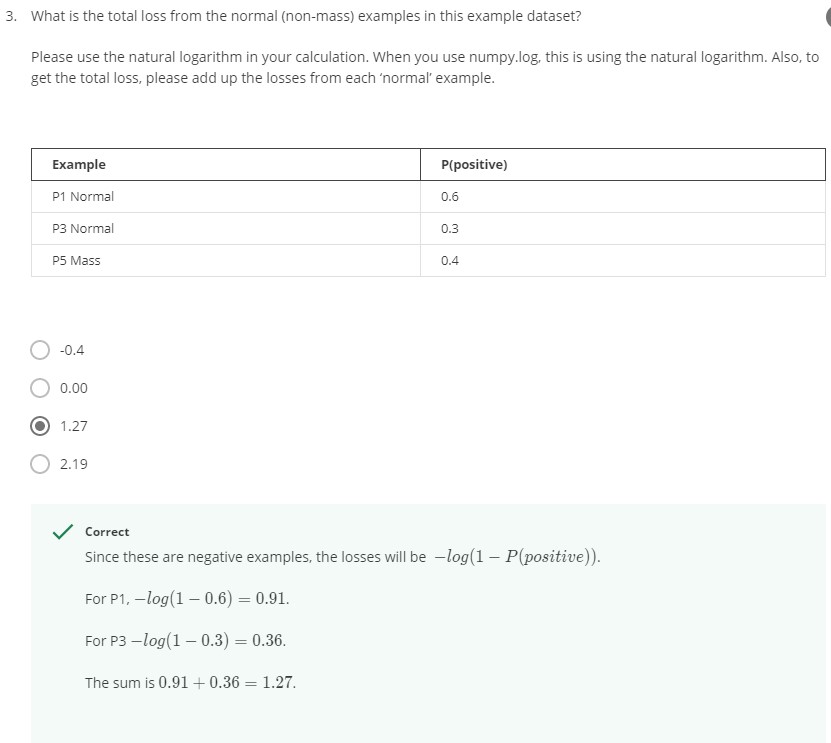 3. What is the total loss from the normal (non-mass) examples in this example dataset?
Please use the natural logarithm in your calculation. When you use numpy.log, this is using the natural logarithm. Also, to
get the total loss, please add up the losses from each 'normal' example.
Example P(positive)
P1 Normal 0.6
P3 Normal 0.3
P5 Mass 0.4
-0.4
0.00
1.27
2.19
Correct
Since these are negative examples, the losses will be −log(1 − P(positive)).
For P1, −log(1 − 0.6) = 0.91.
For P3 −log(1 − 0.3) = 0.36.
The sum is 0.91 + 0.36 = 1.27.